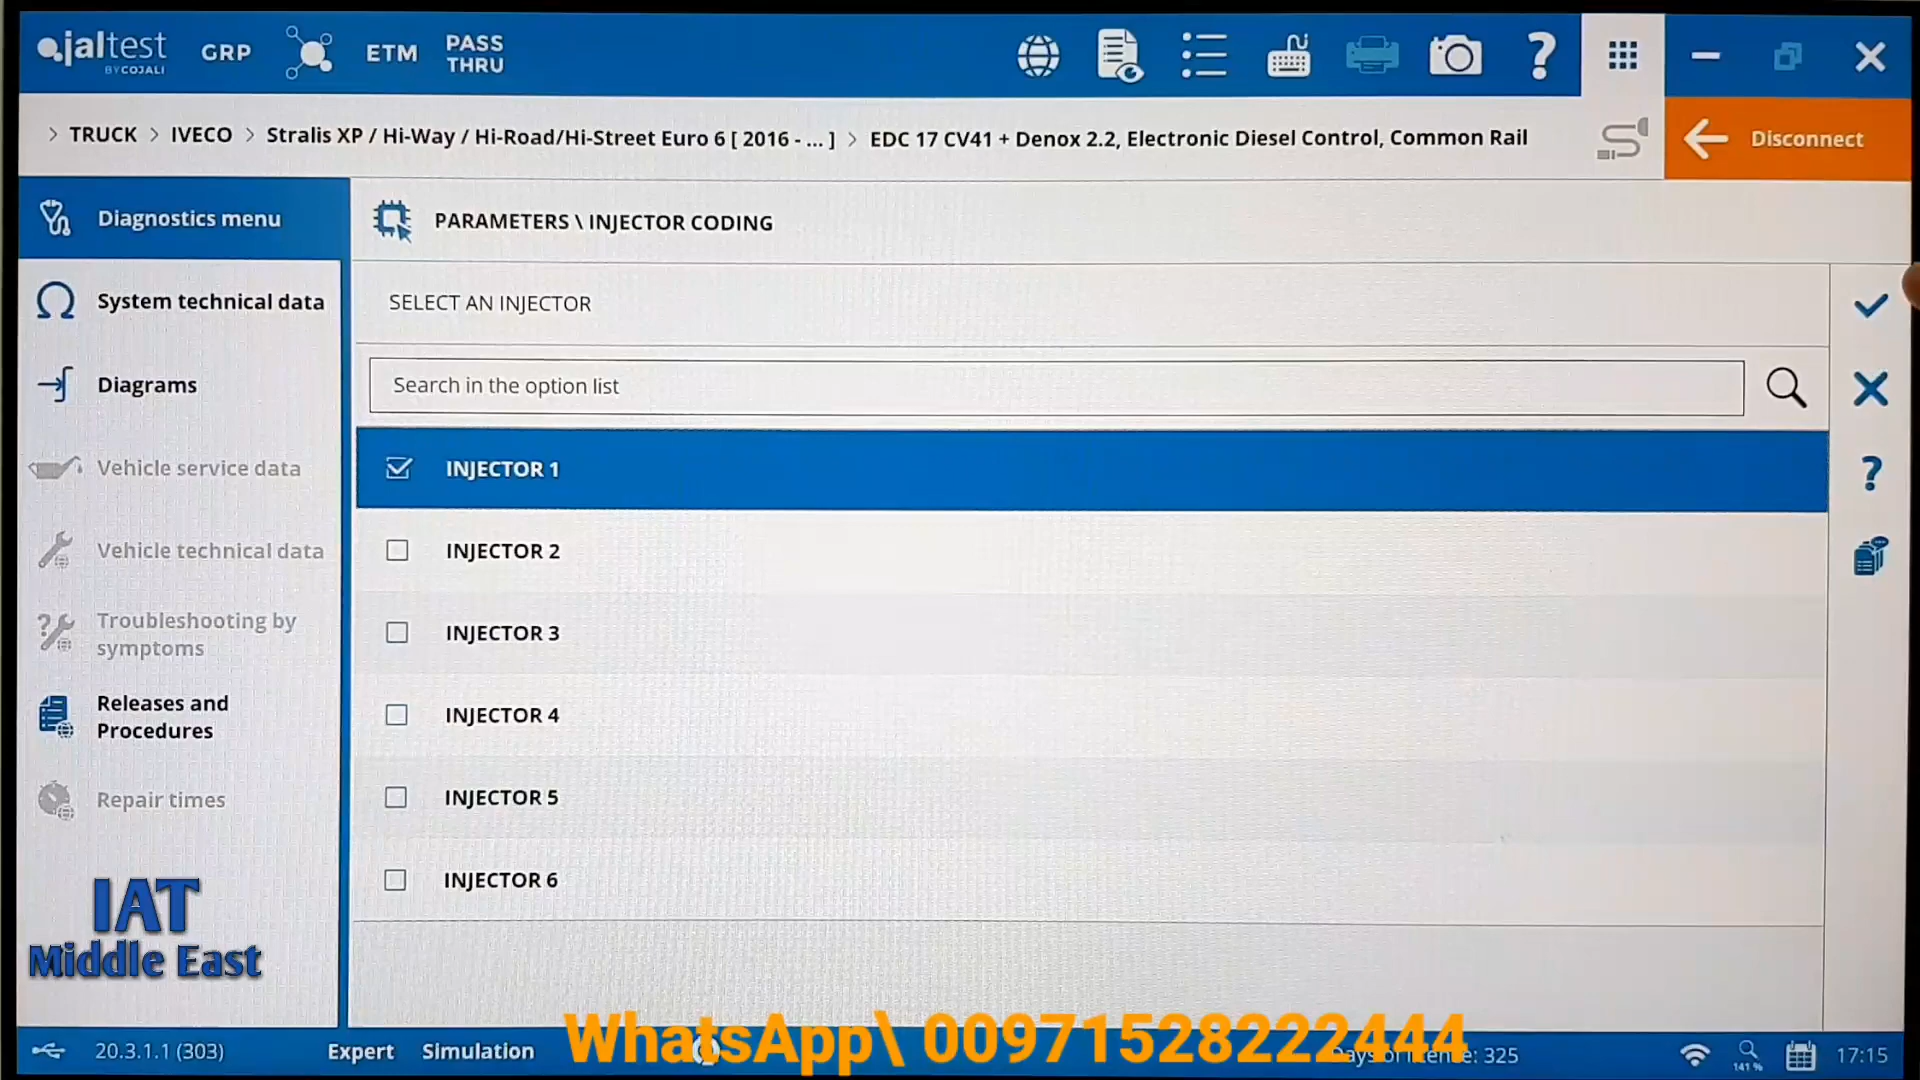 jaltest
BY COJALI
GRP
ETM
PASS
THRU
?
> TRUCK > IVECO > Stralis XP / Hi-Way / Hi-Road/Hi-Street Euro 6 [ 2016 - ... ] > EDC 17 CV41 + Denox 2.2, Electronic Diesel Control, Common Rail
Disconnect
Diagnostics menu
PARAMETERS \ INJECTOR CODING
System technical data
SELECT AN INJECTOR
Diagrams
Search in the option list
Vehicle service data
INJECTOR 1
?
Vehicle technical data
INJECTOR 2
Troubleshooting by
symptoms
INJECTOR 3
Releases and
Procedures
INJECTOR 4
Repair times
INJECTOR 5
INJECTOR 6
IAT
Middle East
20.3.1.1 (303)
Expert
Simulation
WhatsApp\ 00971528222444
license: 325
141 %
17:15